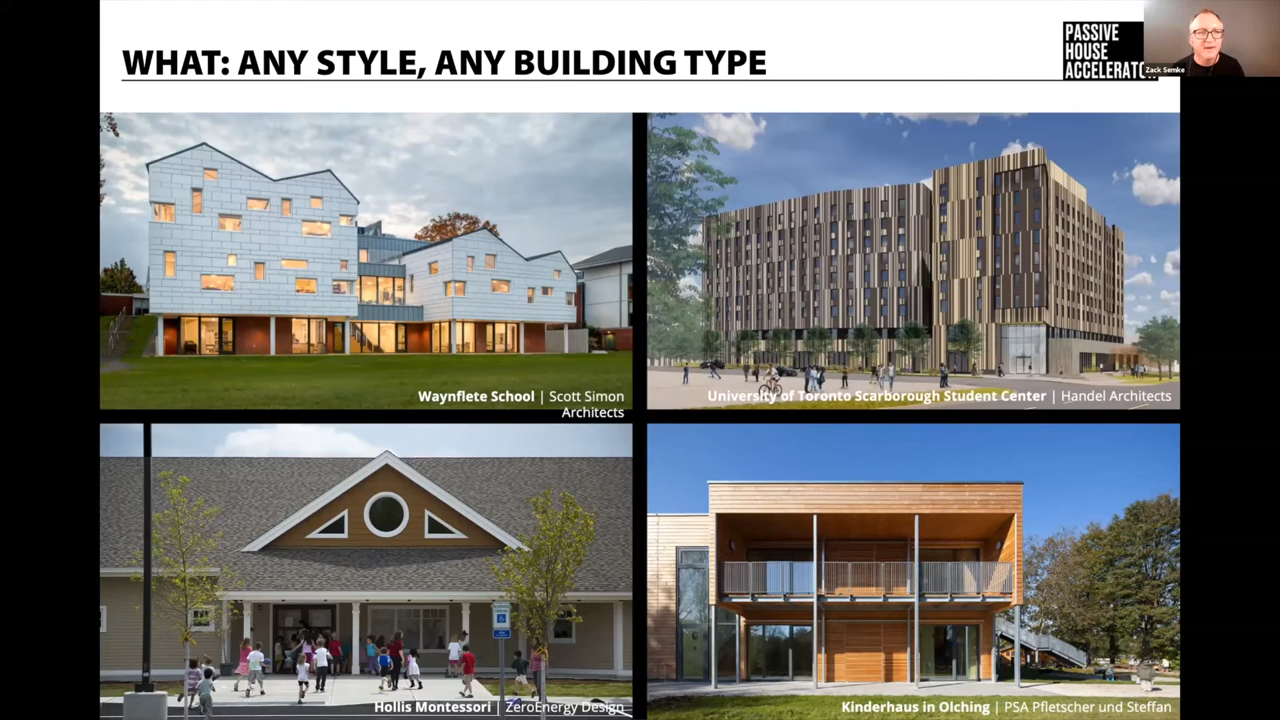 WHAT: ANY STYLE, ANY BUILDING TYPE
PASSIVE
HOUSE
ACCELERATO
Zack Semke
Waynflete School | Scott Simon
Architects
University of Toronto Scarborough Student Center | Handel Architects
Hollis Montessori | ZeroEnergy Design
Kinderhaus in Olching | PSA Pfletscher und Steffan